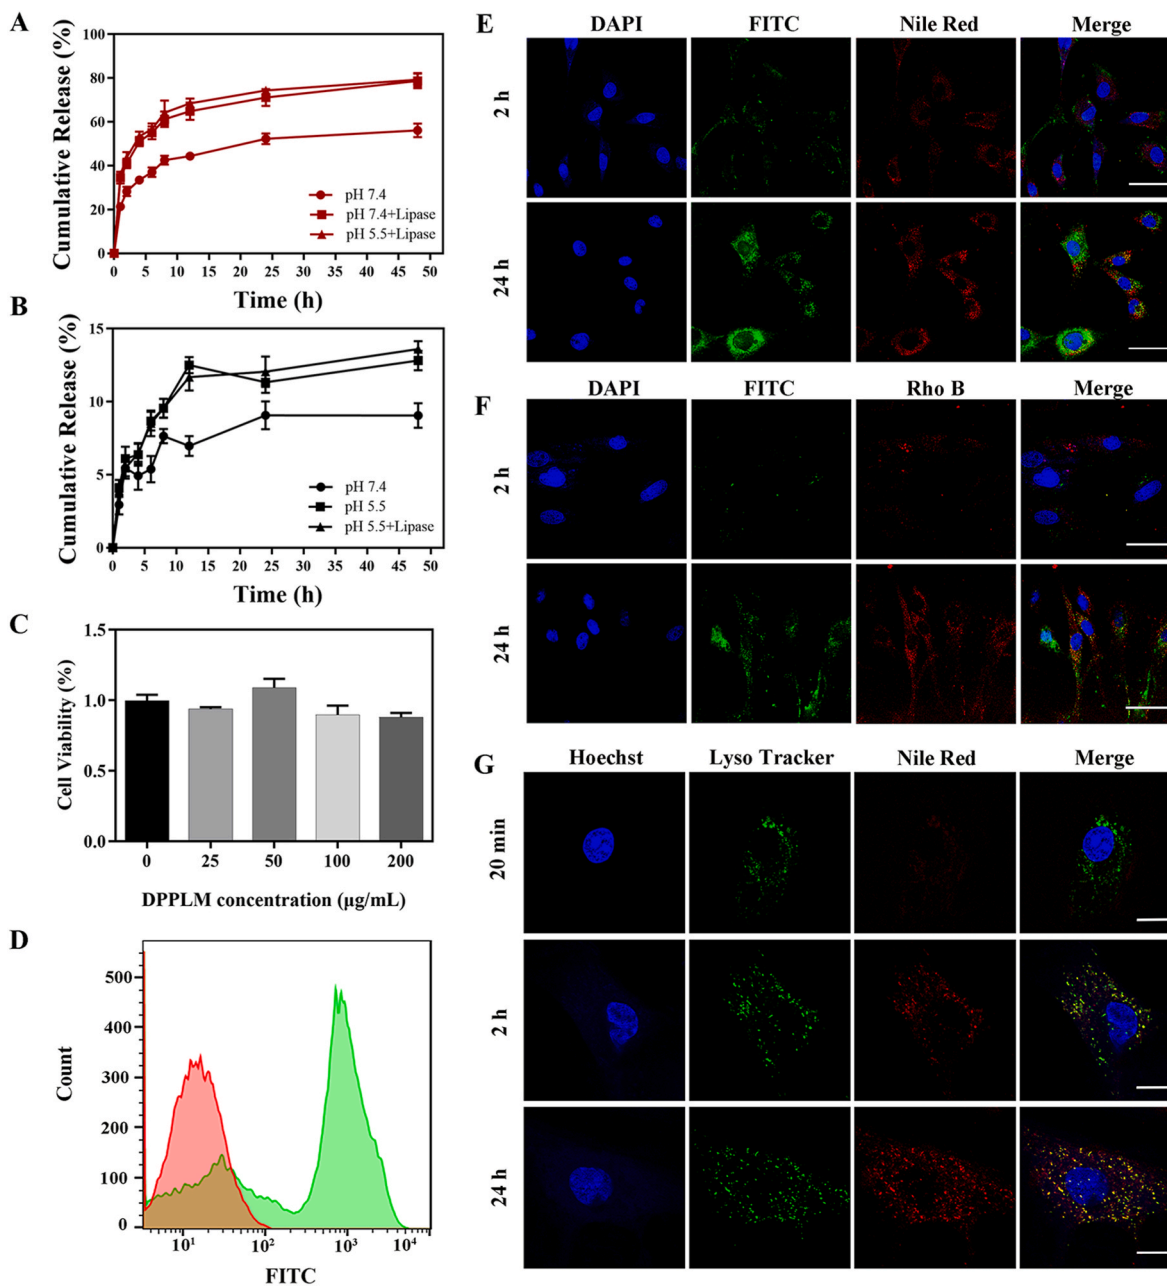 A
Cumulative Release (%)
100
80
60
40
20
0
pH 7.4
pH 7.4+Lipase
pH 5.5+Lipase
0 5 10 15 20 25 30 35 40 45 50
Time (h)
B
Cumulative Release (%)
15
10
5
0
pH 7.4
pH 5.5
pH 5.5+Lipase
0 5 10 15 20 25 30 35 40 45 50
Time (h)
C
Cell Viability (%)
1.5
1.0
0.5
0.0
0 25 50 100 200
DPPLM concentration (µg/mL)
D
Count
500
400
300
200
100
0
10¹ 10² 10³ 10⁴
FITC
E
DAPI FITC Nile Red Merge
2 h
24 h
F
DAPI FITC Rho B Merge
2 h
24 h
G
Hoechst Lyso Tracker Nile Red Merge
20 min
2 h
24 h